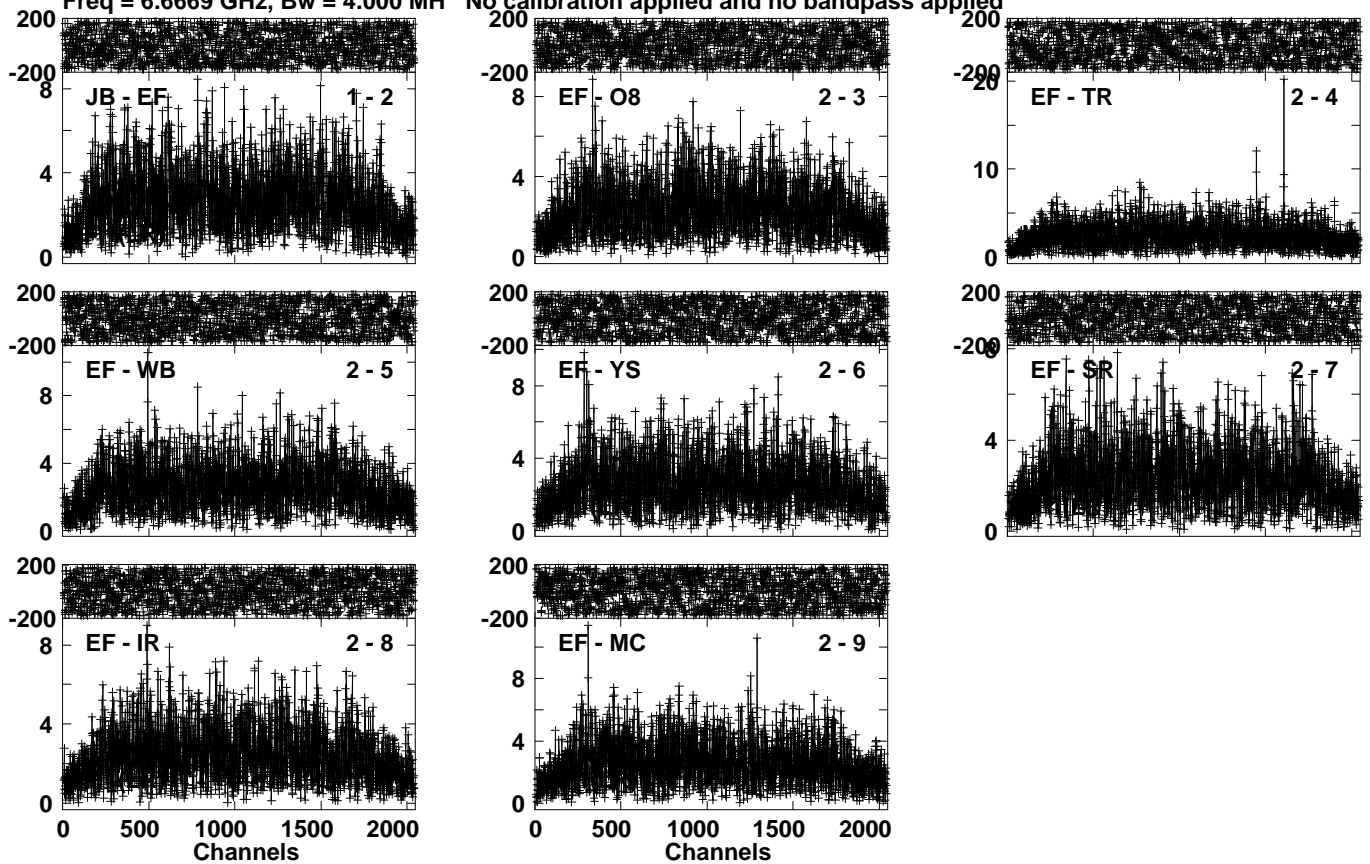 Freq = 6.6669 GHz, Bw = 4.000 MH No calibration applied and no bandpass applied
200 200 200
-200 -200 -200
JB - EF 1 - 2 EF - O8 2 - 3 EF - TR 2 - 4
8 8 20
4 4 10
0 0 0
200 200 200
-200 -200 -200
EF - WB 2 - 5 EF - YS 2 - 6 EF - SR 2 - 7
8 8 8
4 4 4
0 0 0
200 200
-200 -200
EF - IR 2 - 8 EF - MC 2 - 9
8 8
4 4
0 0
0 500 1000 1500 2000 0 500 1000 1500 2000
Channels Channels